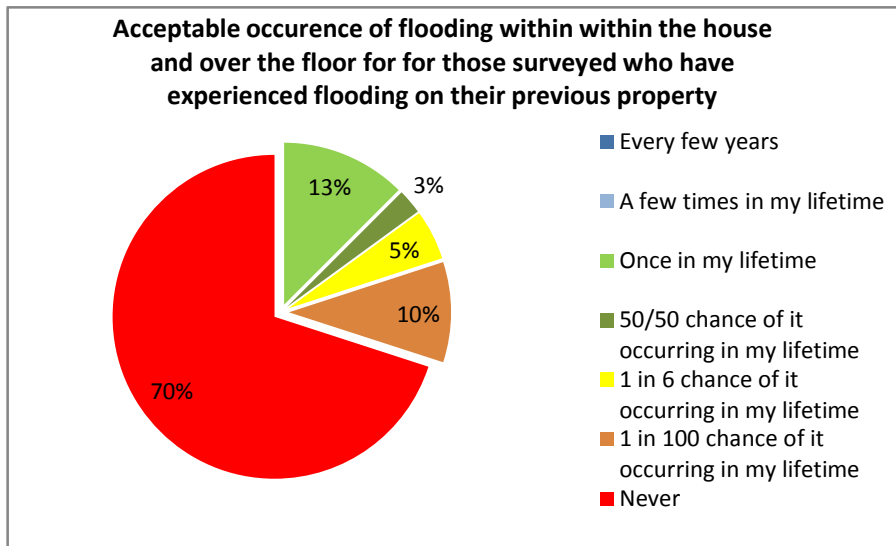 Acceptable occurence of flooding within within the house
and over the floor for for those surveyed who have
experienced flooding on their previous property
13%
3%
5%
10%
70%
Every few years
A few times in my lifetime
Once in my lifetime
50/50 chance of it
occurring in my lifetime
1 in 6 chance of it
occurring in my lifetime
1 in 100 chance of it
occurring in my lifetime
Never